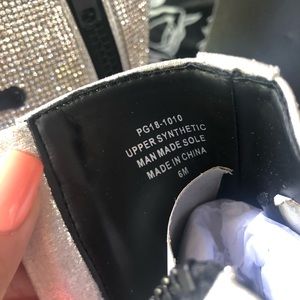 PG18-1010
UPPER SYNTHETIC
MAN MADE SOLE
MADE IN CHINA
6M